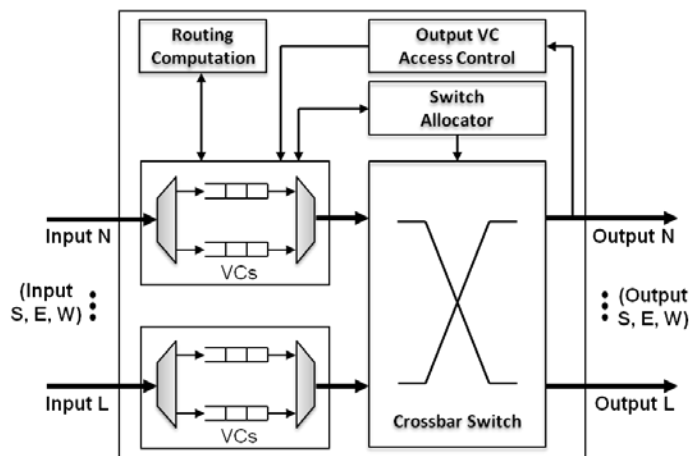 Routing
Computation
Output VC
Access Control
Switch
Allocator
Input N
VCs
Output N
(Input
S, E, W)
(Output
S, E, W)
Input L
VCs
Crossbar Switch
Output L